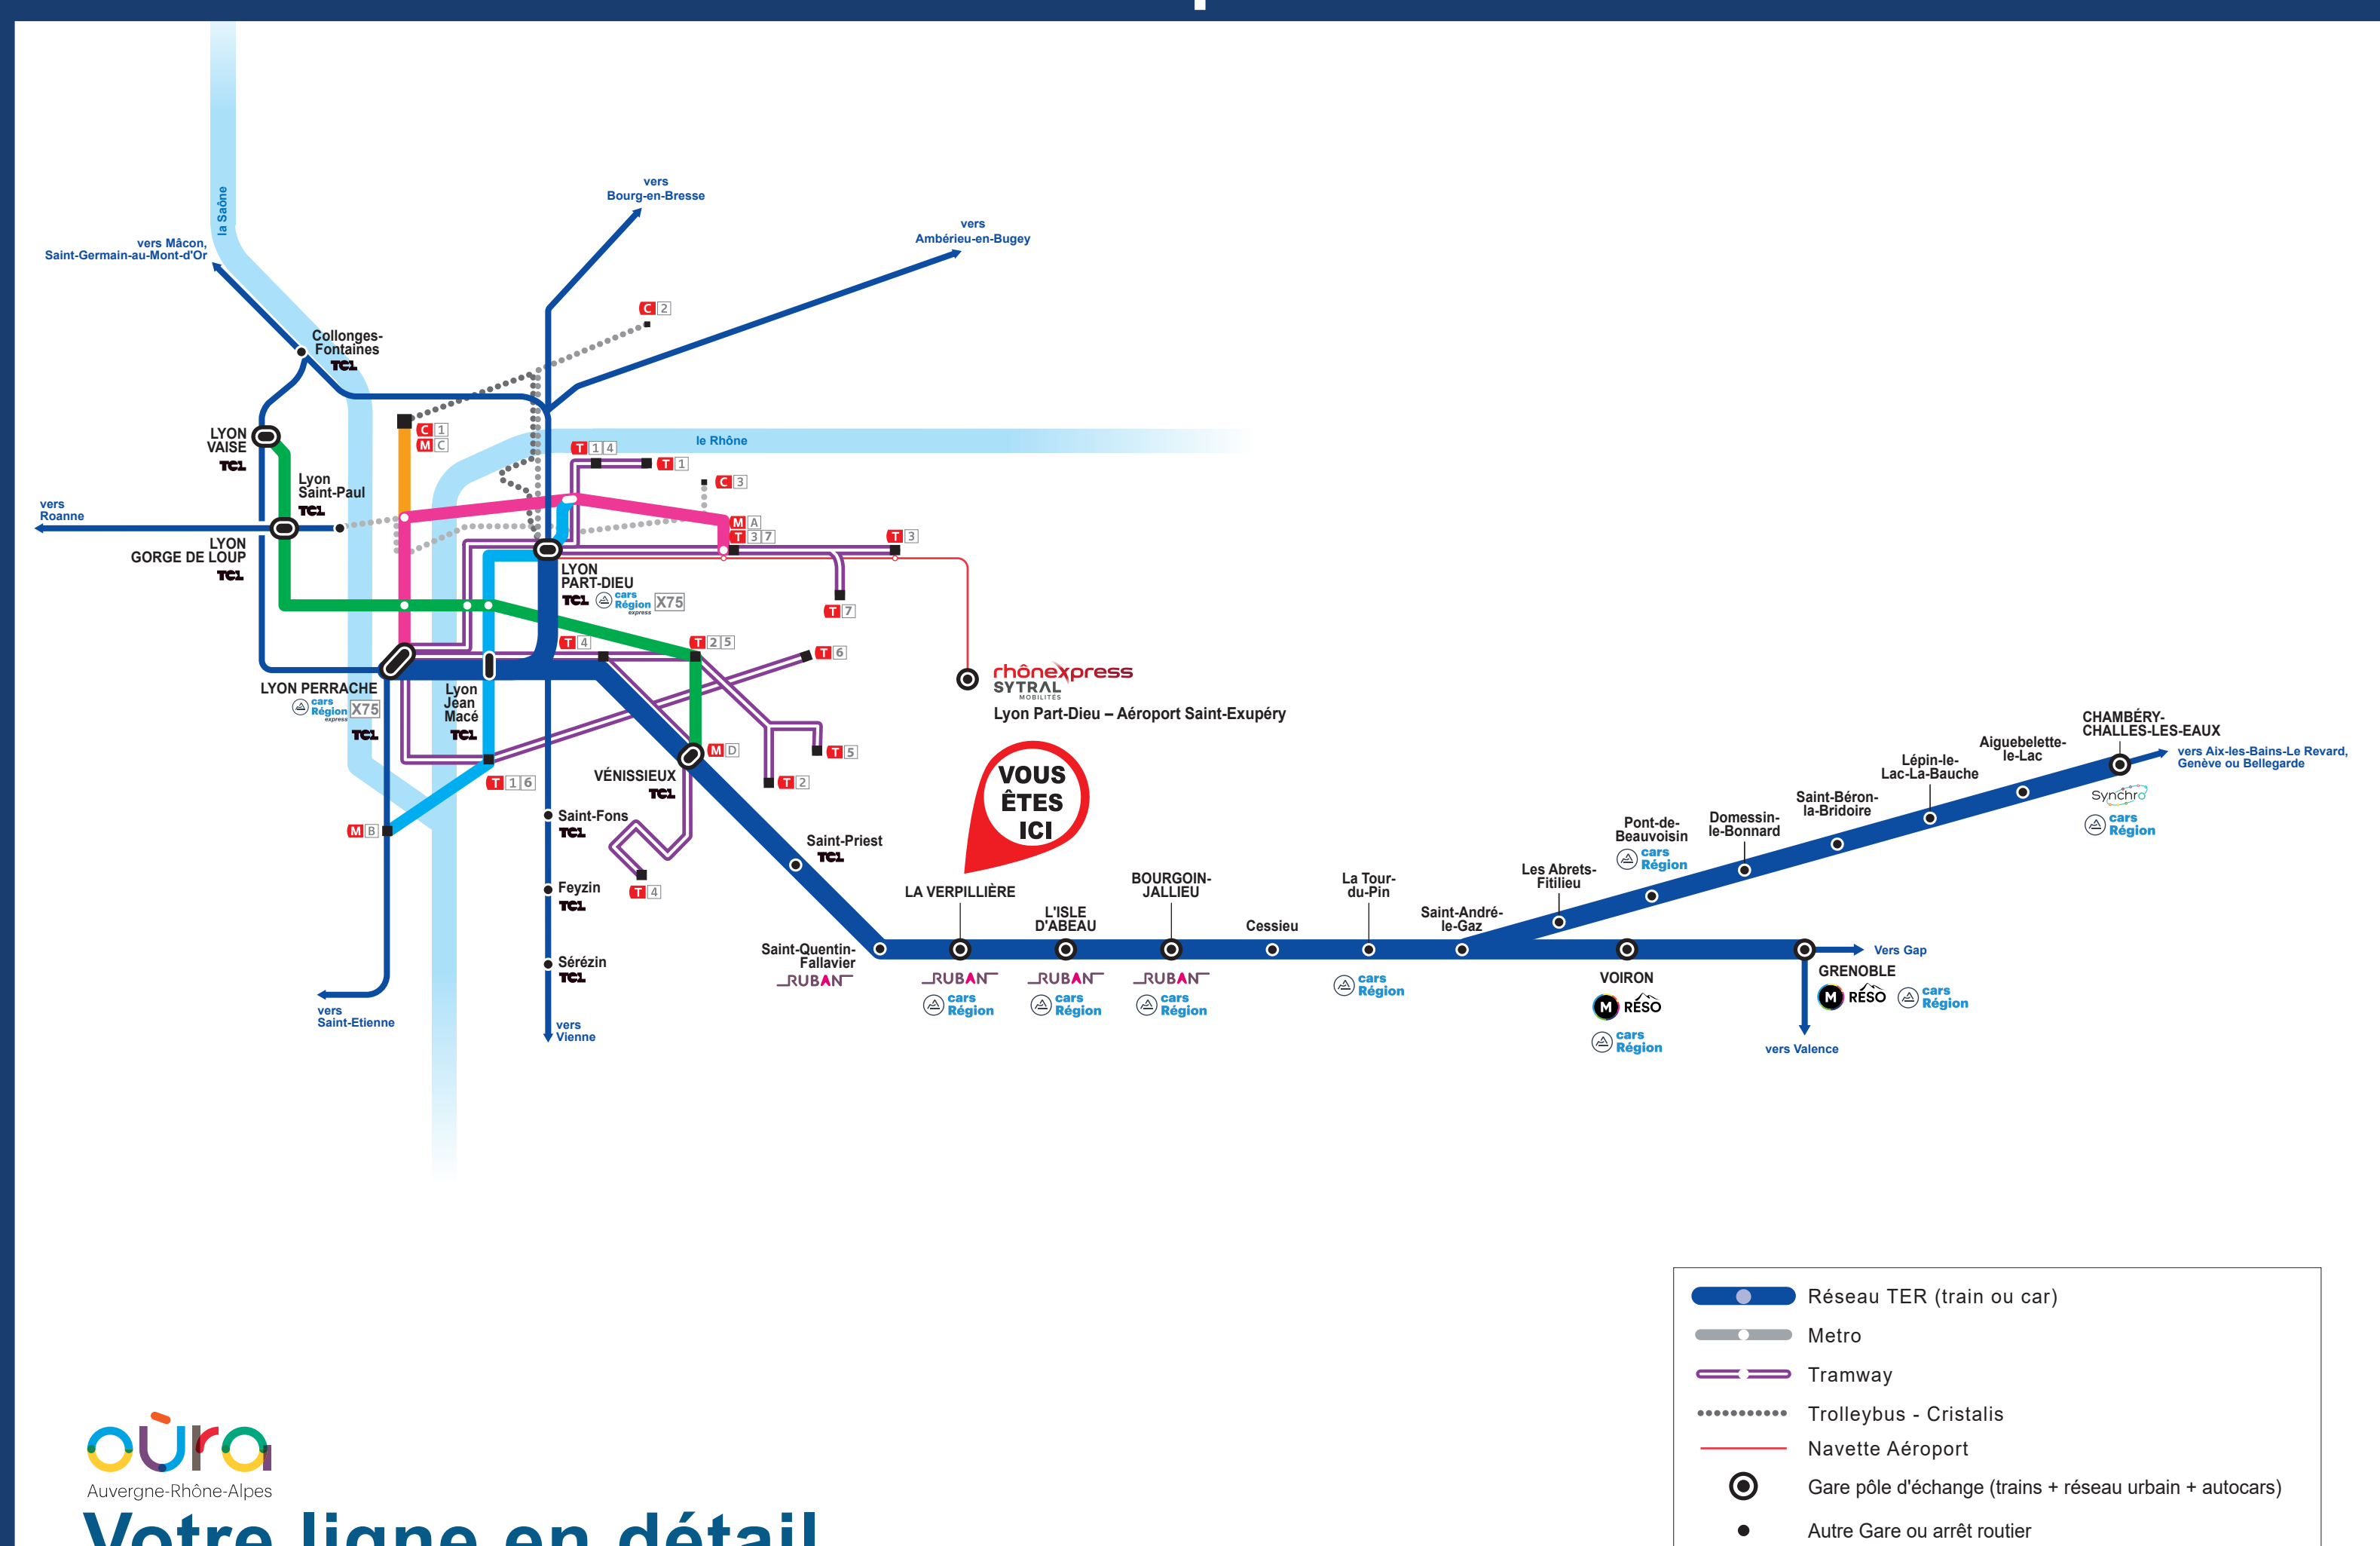 la Saône
vers
Bourg-en-Bresse
vers
Ambérieu-en-Bugey
vers Mâcon,
Saint-Germain-au-Mont-d'Or
C 2
Collonges-
Fontaines
TCL
LYON
VAISE
TCL
C 1
M C
le Rhône
T 1 4
T 1
Lyon
Saint-Paul
TCL
C 3
vers
Roanne
M A
T 3 7
T 3
LYON
GORGE DE LOUP
TCL
LYON
PART-DIEU
TCL cars Région express X75
T 7
T 4
T 2 5
T 6
rhônexpress
SYTRAL
MOBILITÉS
Lyon Part-Dieu – Aéroport Saint-Exupéry
LYON PERRACHE
cars Région express X75
TCL
Lyon
Jean
Macé
TCL
M D
T 5
VÉNISSIEUX
TCL
T 2
T 1 6
VOUS
ÊTES
ICI
M B
Saint-Fons
TCL
Saint-Priest
TCL
Feyzin
TCL
T 4
Sérézin
TCL
vers
Saint-Etienne
vers
Vienne
Saint-Quentin-
Fallavier
RUBAN
LA VERPILLIÈRE
RUBAN
cars
Région
L'ISLE
D'ABEAU
RUBAN
cars
Région
BOURGOIN-
JALLIEU
RUBAN
cars
Région
Cessieu
La Tour-
du-Pin
cars
Région
Saint-André-
le-Gaz
Les Abrets-
Fitilieu
Pont-de-
Beauvoisin
cars
Région
Domessin-
le-Bonnard
Saint-Béron-
la-Bridoire
Lépin-le-
Lac-La-Bauche
Aiguebelette-
le-Lac
CHAMBÉRY-
CHALLES-LES-EAUX
vers Aix-les-Bains-Le Revard,
Genève ou Bellegarde
Synchro
cars
Région
VOIRON
M RÉSO
cars
Région
Vers Gap
GRENOBLE
M RÉSO cars Région
vers Valence
Réseau TER (train ou car)
Metro
Tramway
Trolleybus - Cristalis
Navette Aéroport
Gare pôle d'échange (trains + réseau urbain + autocars)
Autre Gare ou arrêt routier
oùra
Auvergne-Rhône-Alpes
Votre ligne en détail